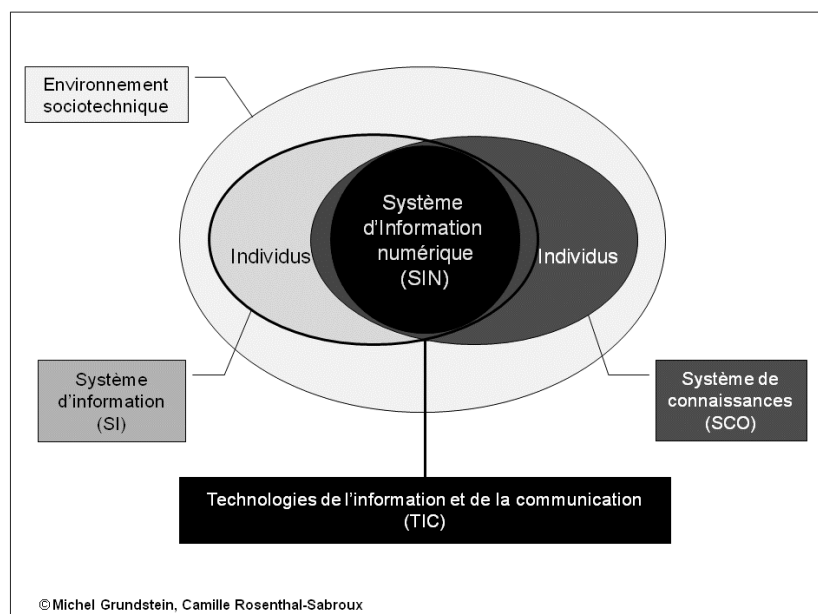 Environnement
sociotechnique
Système
d'Information
numérique
(SIN)
Individus
Individus
Système
d'information
(SI)
Système de
connaissances
(SCO)
Technologies de l'information et de la communication
(TIC)
© Michel Grundstein, Camille Rosenthal-Sabroux